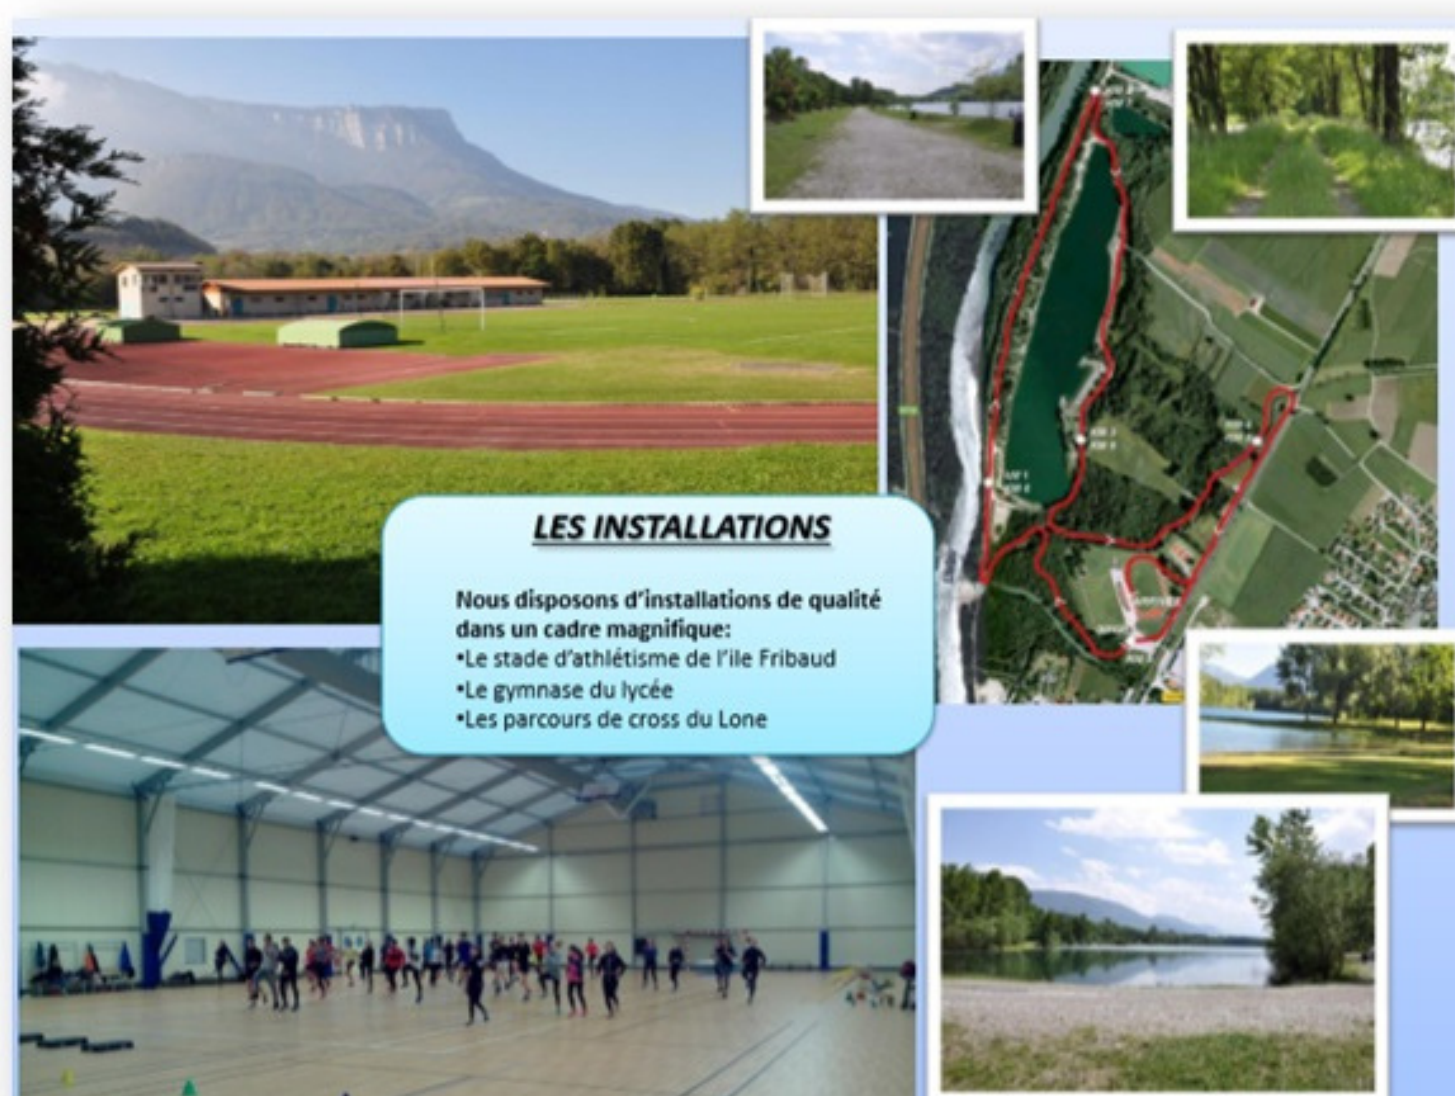 LES INSTALLATIONS
Nous disposons d'installations de qualité
dans un cadre magnifique:
•Le stade d'athlétisme de l'ile Fribaud
•Le gymnase du lycée
•Les parcours de cross du Lone